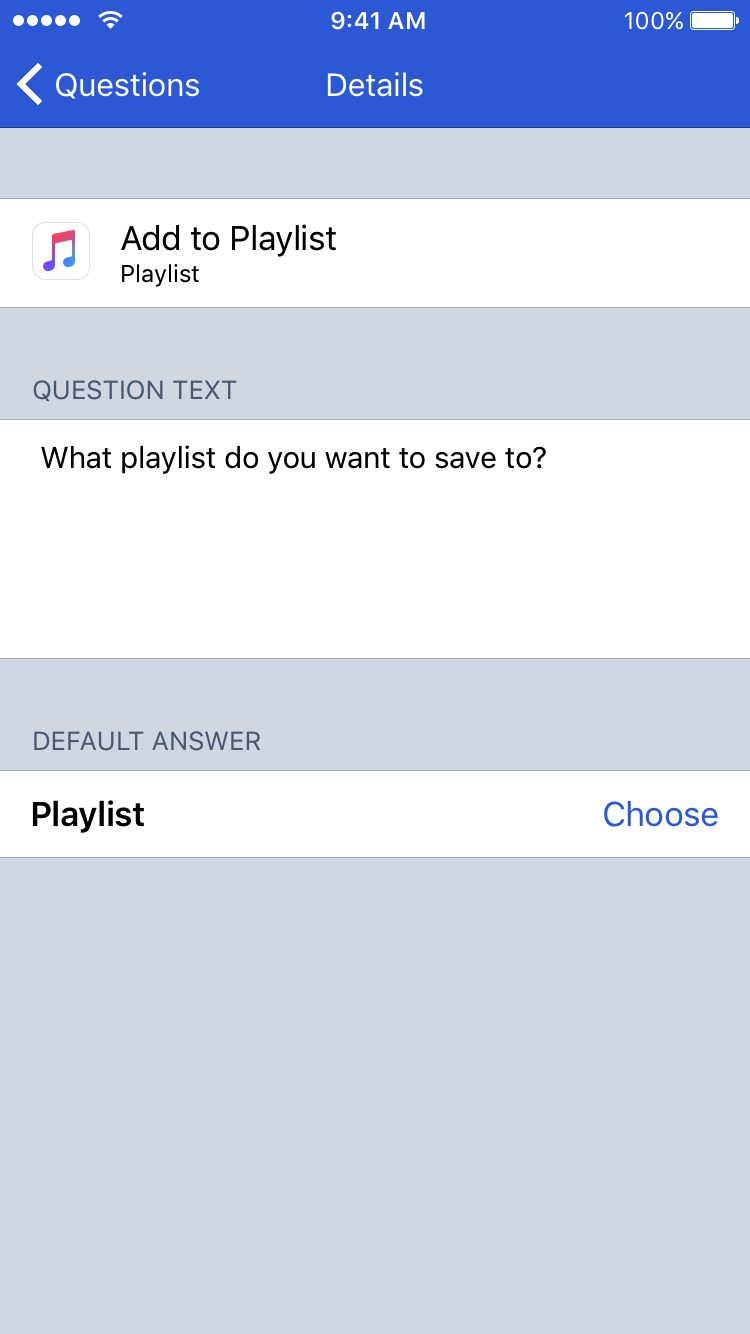 9:41 AM
100%
Questions
Details
Add to Playlist
Playlist
QUESTION TEXT
What playlist do you want to save to?
DEFAULT ANSWER
Playlist
Choose